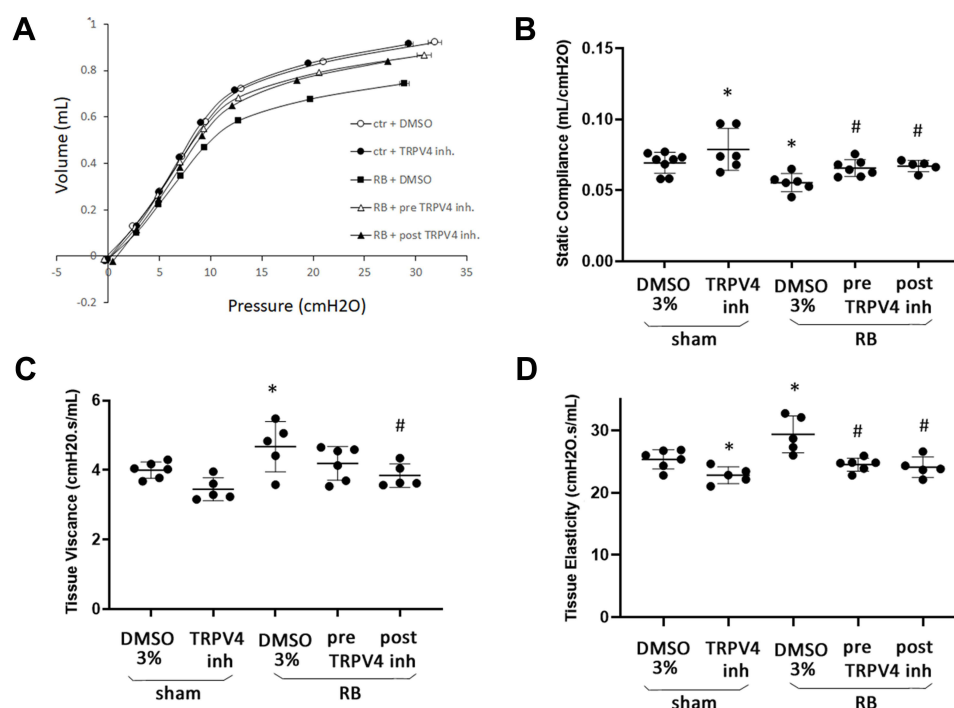 A
1
0.8
0.6
0.4
0.2
0
-0.2
-5
0
5
10
15
20
25
30
35
Volume (mL)
Pressure (cmH2O)
ctr + DMSO
ctr + TRPV4 inh.
RB + DMSO
RB + pre TRPV4 inh.
RB + post TRPV4 inh.
B
Static Compliance (mL/cmH2O)
0.15
0.10
0.05
0.00
*
*
#
#
DMSO TRPV4 DMSO pre post
3% inh 3% TRPV4 inh
sham RB
C
Tissue Viscance (cmH20.s/mL)
6
4
2
0
*
#
DMSO TRPV4 DMSO pre post
3% inh 3% TRPV4 inh
sham RB
D
Tissue Elasticity (cmH2O.s/mL)
30
20
10
0
*
*
#
#
DMSO TRPV4 DMSO pre post
3% inh 3% TRPV4 inh
sham RB